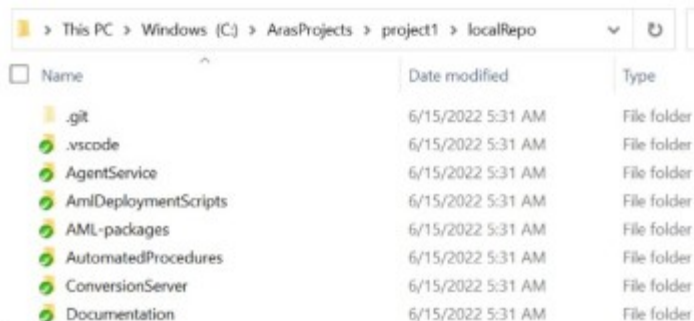 > This PC > Windows (C:) > ArasProjects > project1 > localRepo
Name Date modified Type
.git 6/15/2022 5:31 AM File folder
.vscode 6/15/2022 5:31 AM File folder
AgentService 6/15/2022 5:31 AM File folder
AmlDeploymentScripts 6/15/2022 5:31 AM File folder
AML-packages 6/15/2022 5:31 AM File folder
AutomatedProcedures 6/15/2022 5:31 AM File folder
ConversionServer 6/15/2022 5:31 AM File folder
Documentation 6/15/2022 5:31 AM File folder